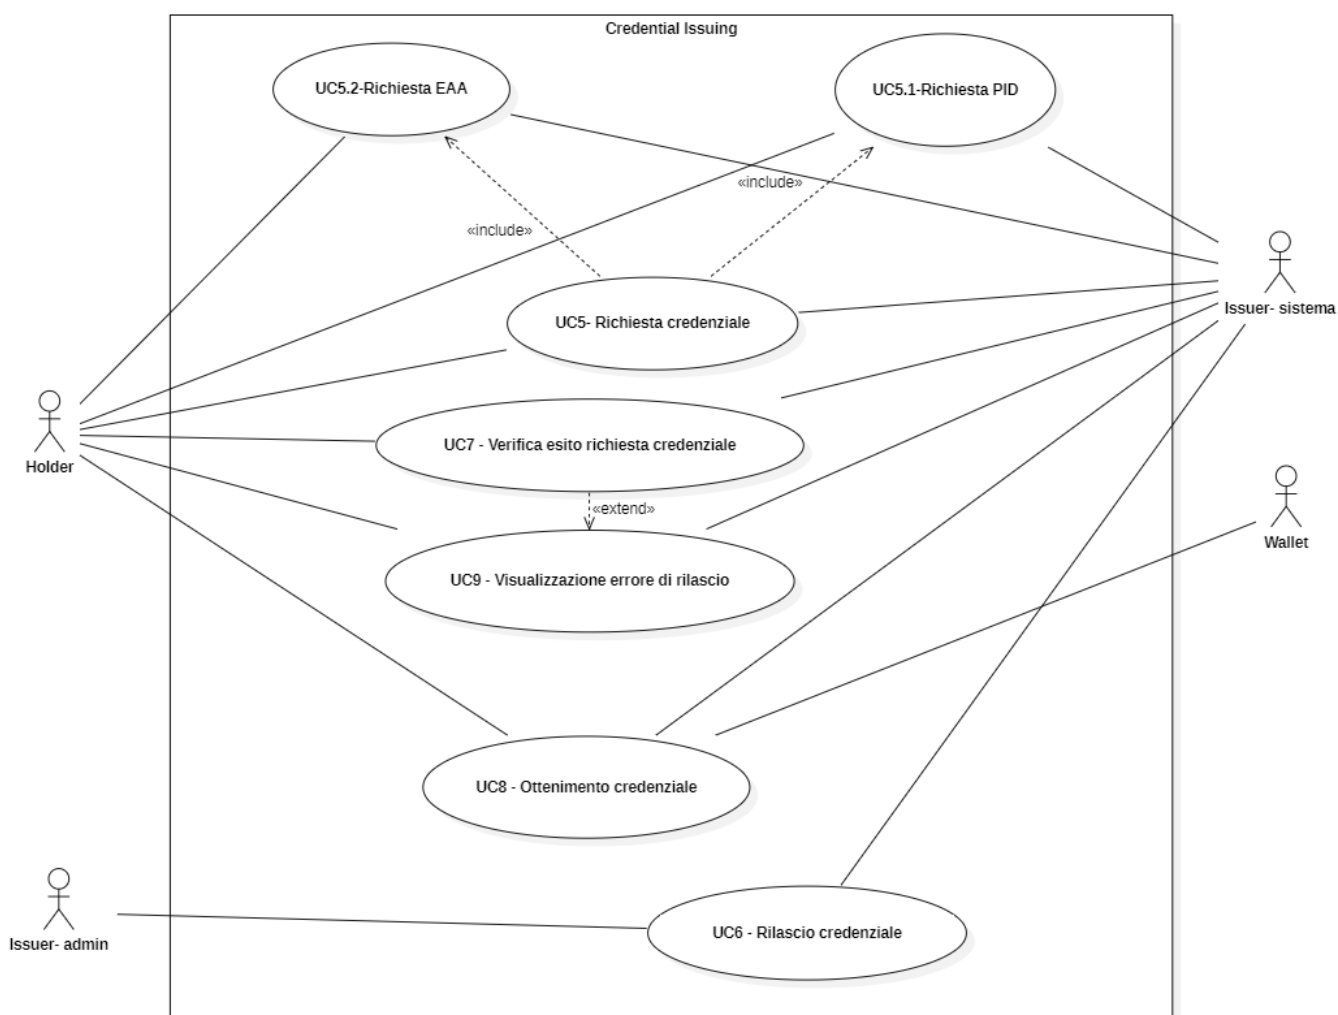 Credential Issuing
UC5.2-Richiesta EAA
UC5.1-Richiesta PID
«include»
«include»
Issuer- sistema
UC5- Richiesta credenziale
UC7 - Verifica esito richiesta credenziale
Holder
«extend»
Wallet
UC9 - Visualizzazione errore di rilascio
UC8 - Ottenimento credenziale
Issuer- admin
UC6 - Rilascio credenziale